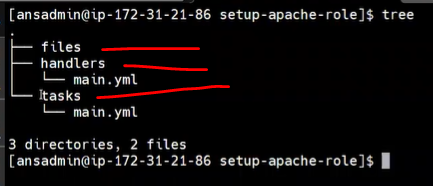 [ansadmin@ip-172-31-21-86 setup-apache-role]$ tree
.
├── files
├── handlers
│   └── main.yml
└── tasks
    └── main.yml

3 directories, 2 files
[ansadmin@ip-172-31-21-86 setup-apache-role]$